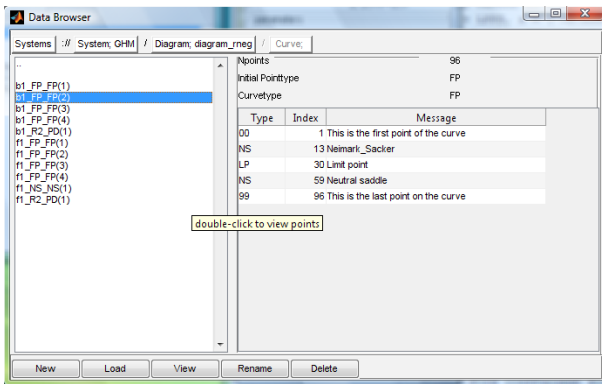 Data Browser
Systems :// System; GHM / Diagram; diagram_rneg / Curve;
..
b1_FP_FP(1)
b1_FP_FP(2)
b1_FP_FP(3)
b1_FP_FP(4)
b1_R2_PD(1)
f1_FP_FP(1)
f1_FP_FP(2)
f1_FP_FP(3)
f1_FP_FP(4)
f1_NS_NS(1)
f1_R2_PD(1)
Npoints 96
Initial Pointtype FP
Curvetype FP
Type Index Message
00 1 This is the first point of the curve
NS 13 Neimark_Sacker
LP 30 Limit point
NS 59 Neutral saddle
99 96 This is the last point on the curve
double-click to view points
New Load View Rename Delete